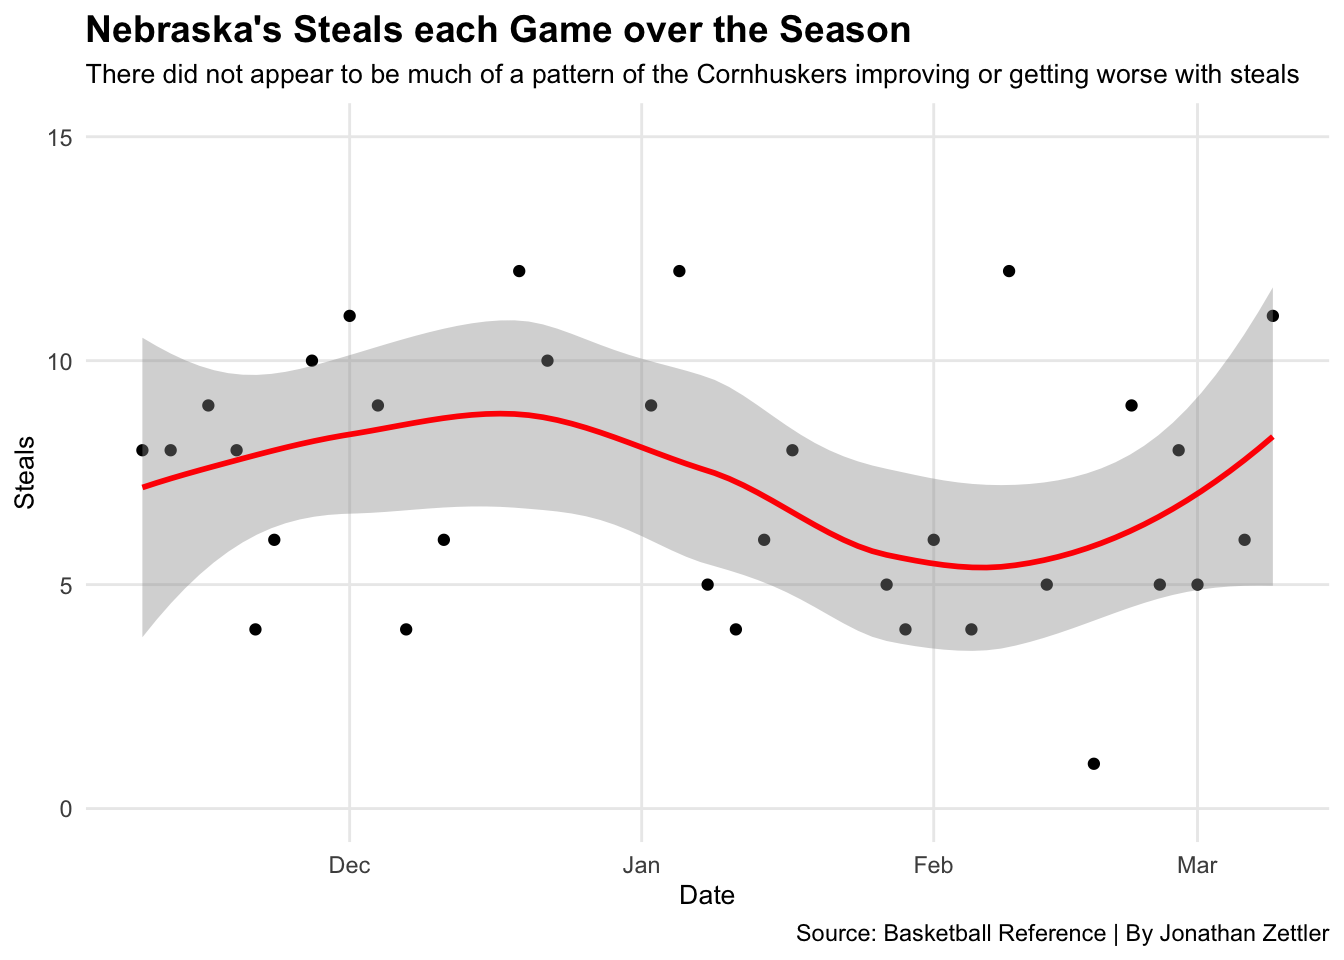 Nebraska's Steals each Game over the Season
There did not appear to be much of a pattern of the Cornhuskers improving or getting worse with steals
15
10
5
0
Steals
Dec Jan Feb Mar
Date
Source: Basketball Reference | By Jonathan Zettler